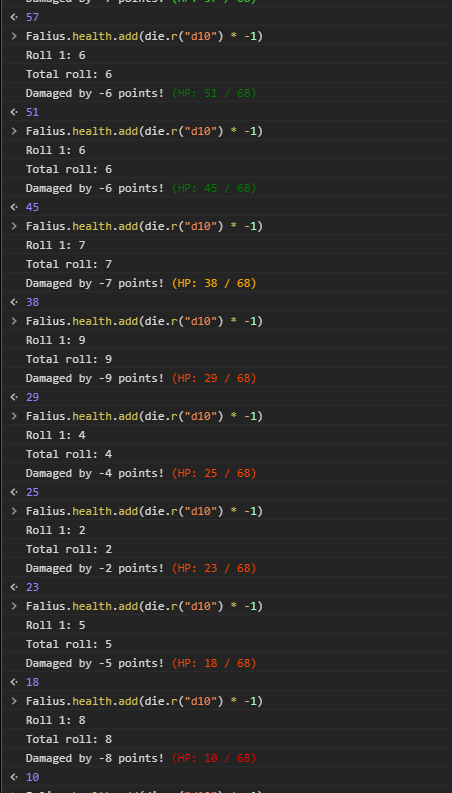 Damaged by -7 points! (HP: 57 / 68)
57
Falius.health.add(die.r("d10") * -1)
Roll 1: 6
Total roll: 6
Damaged by -6 points! (HP: 51 / 68)
51
Falius.health.add(die.r("d10") * -1)
Roll 1: 6
Total roll: 6
Damaged by -6 points! (HP: 45 / 68)
45
Falius.health.add(die.r("d10") * -1)
Roll 1: 7
Total roll: 7
Damaged by -7 points! (HP: 38 / 68)
38
Falius.health.add(die.r("d10") * -1)
Roll 1: 9
Total roll: 9
Damaged by -9 points! (HP: 29 / 68)
29
Falius.health.add(die.r("d10") * -1)
Roll 1: 4
Total roll: 4
Damaged by -4 points! (HP: 25 / 68)
25
Falius.health.add(die.r("d10") * -1)
Roll 1: 2
Total roll: 2
Damaged by -2 points! (HP: 23 / 68)
23
Falius.health.add(die.r("d10") * -1)
Roll 1: 5
Total roll: 5
Damaged by -5 points! (HP: 18 / 68)
18
Falius.health.add(die.r("d10") * -1)
Roll 1: 8
Total roll: 8
Damaged by -8 points! (HP: 10 / 68)
10